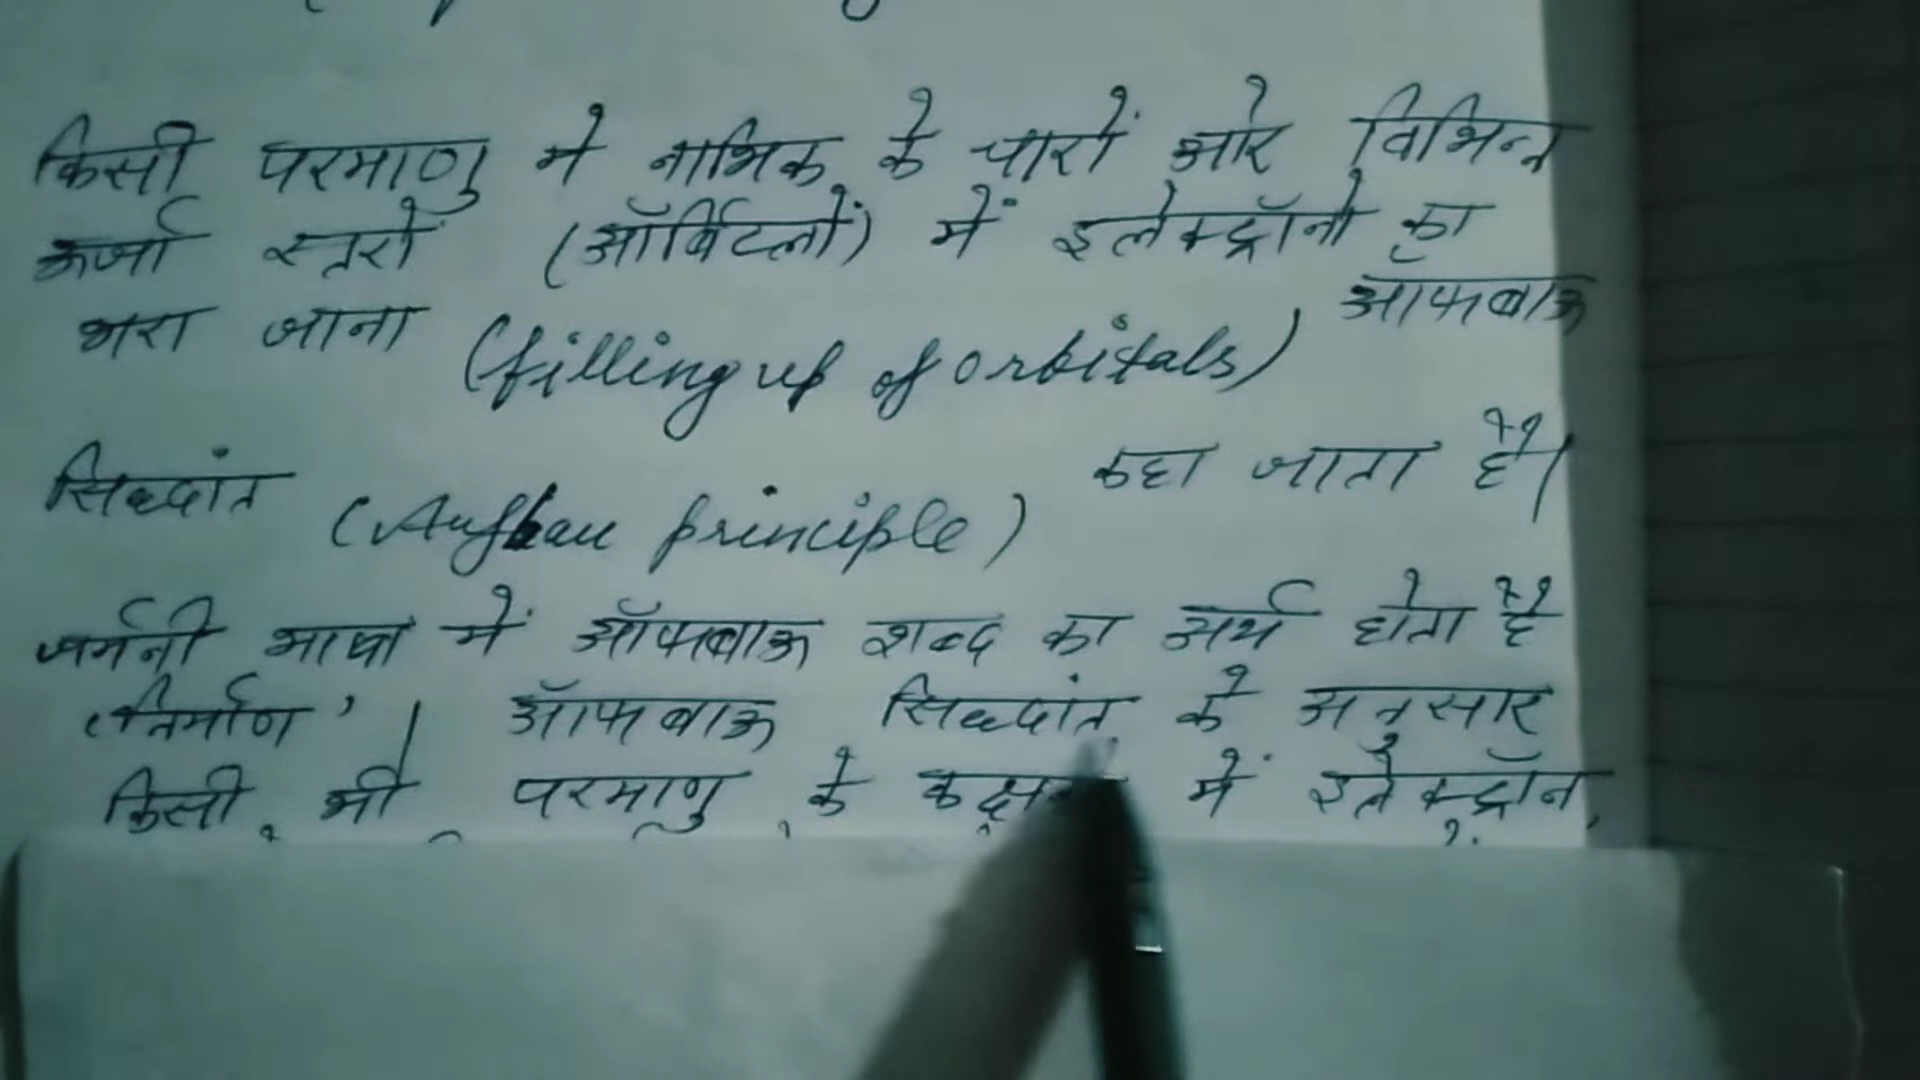 किसी परमाणु में नाभिक के चारों ओर विभिन्न
ऊर्जा स्तरों (ऑर्बिटलों) में इलेक्ट्रॉनों का
भरा जाना (filling up of orbitals) आफबाऊ
सिद्धांत (Aufbau principle) कहा जाता है।
जर्मनी भाषा में ऑफबाऊ शब्द का अर्थ होता है
'निर्माण'। ऑफबाऊ सिद्धांत के अनुसार
किसी भी परमाणु के में इलेक्ट्रॉन